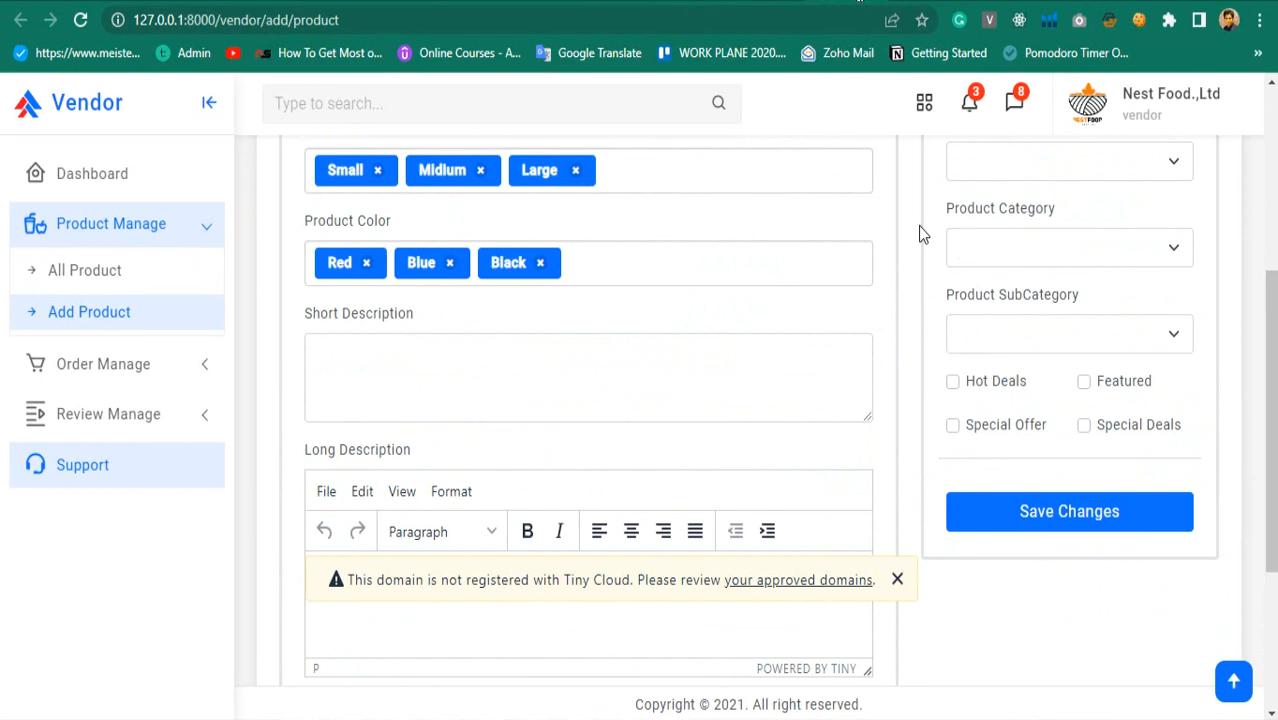 127.0.0.1:8000/vendor/add/product
https://www.meiste... Admin How To Get Most o... Online Courses - A... Google Translate WORK PLANE 2020.... Zoho Mail Getting Started Pomodoro Timer O... »
Vendor
Type to search...
3
8
Nest Food.,Ltd
vendor
NESTFOOD
Dashboard
Product Manage
All Product
Add Product
Order Manage
Review Manage
Support
Small × Midium × Large ×
Product Color
Red × Blue × Black ×
Short Description
Long Description
File Edit View Format
Paragraph B I
This domain is not registered with Tiny Cloud. Please review your approved domains.
P POWERED BY TINY
Product Category
Product SubCategory
Hot Deals Featured
Special Offer Special Deals
Save Changes
Copyright © 2021. All right reserved.